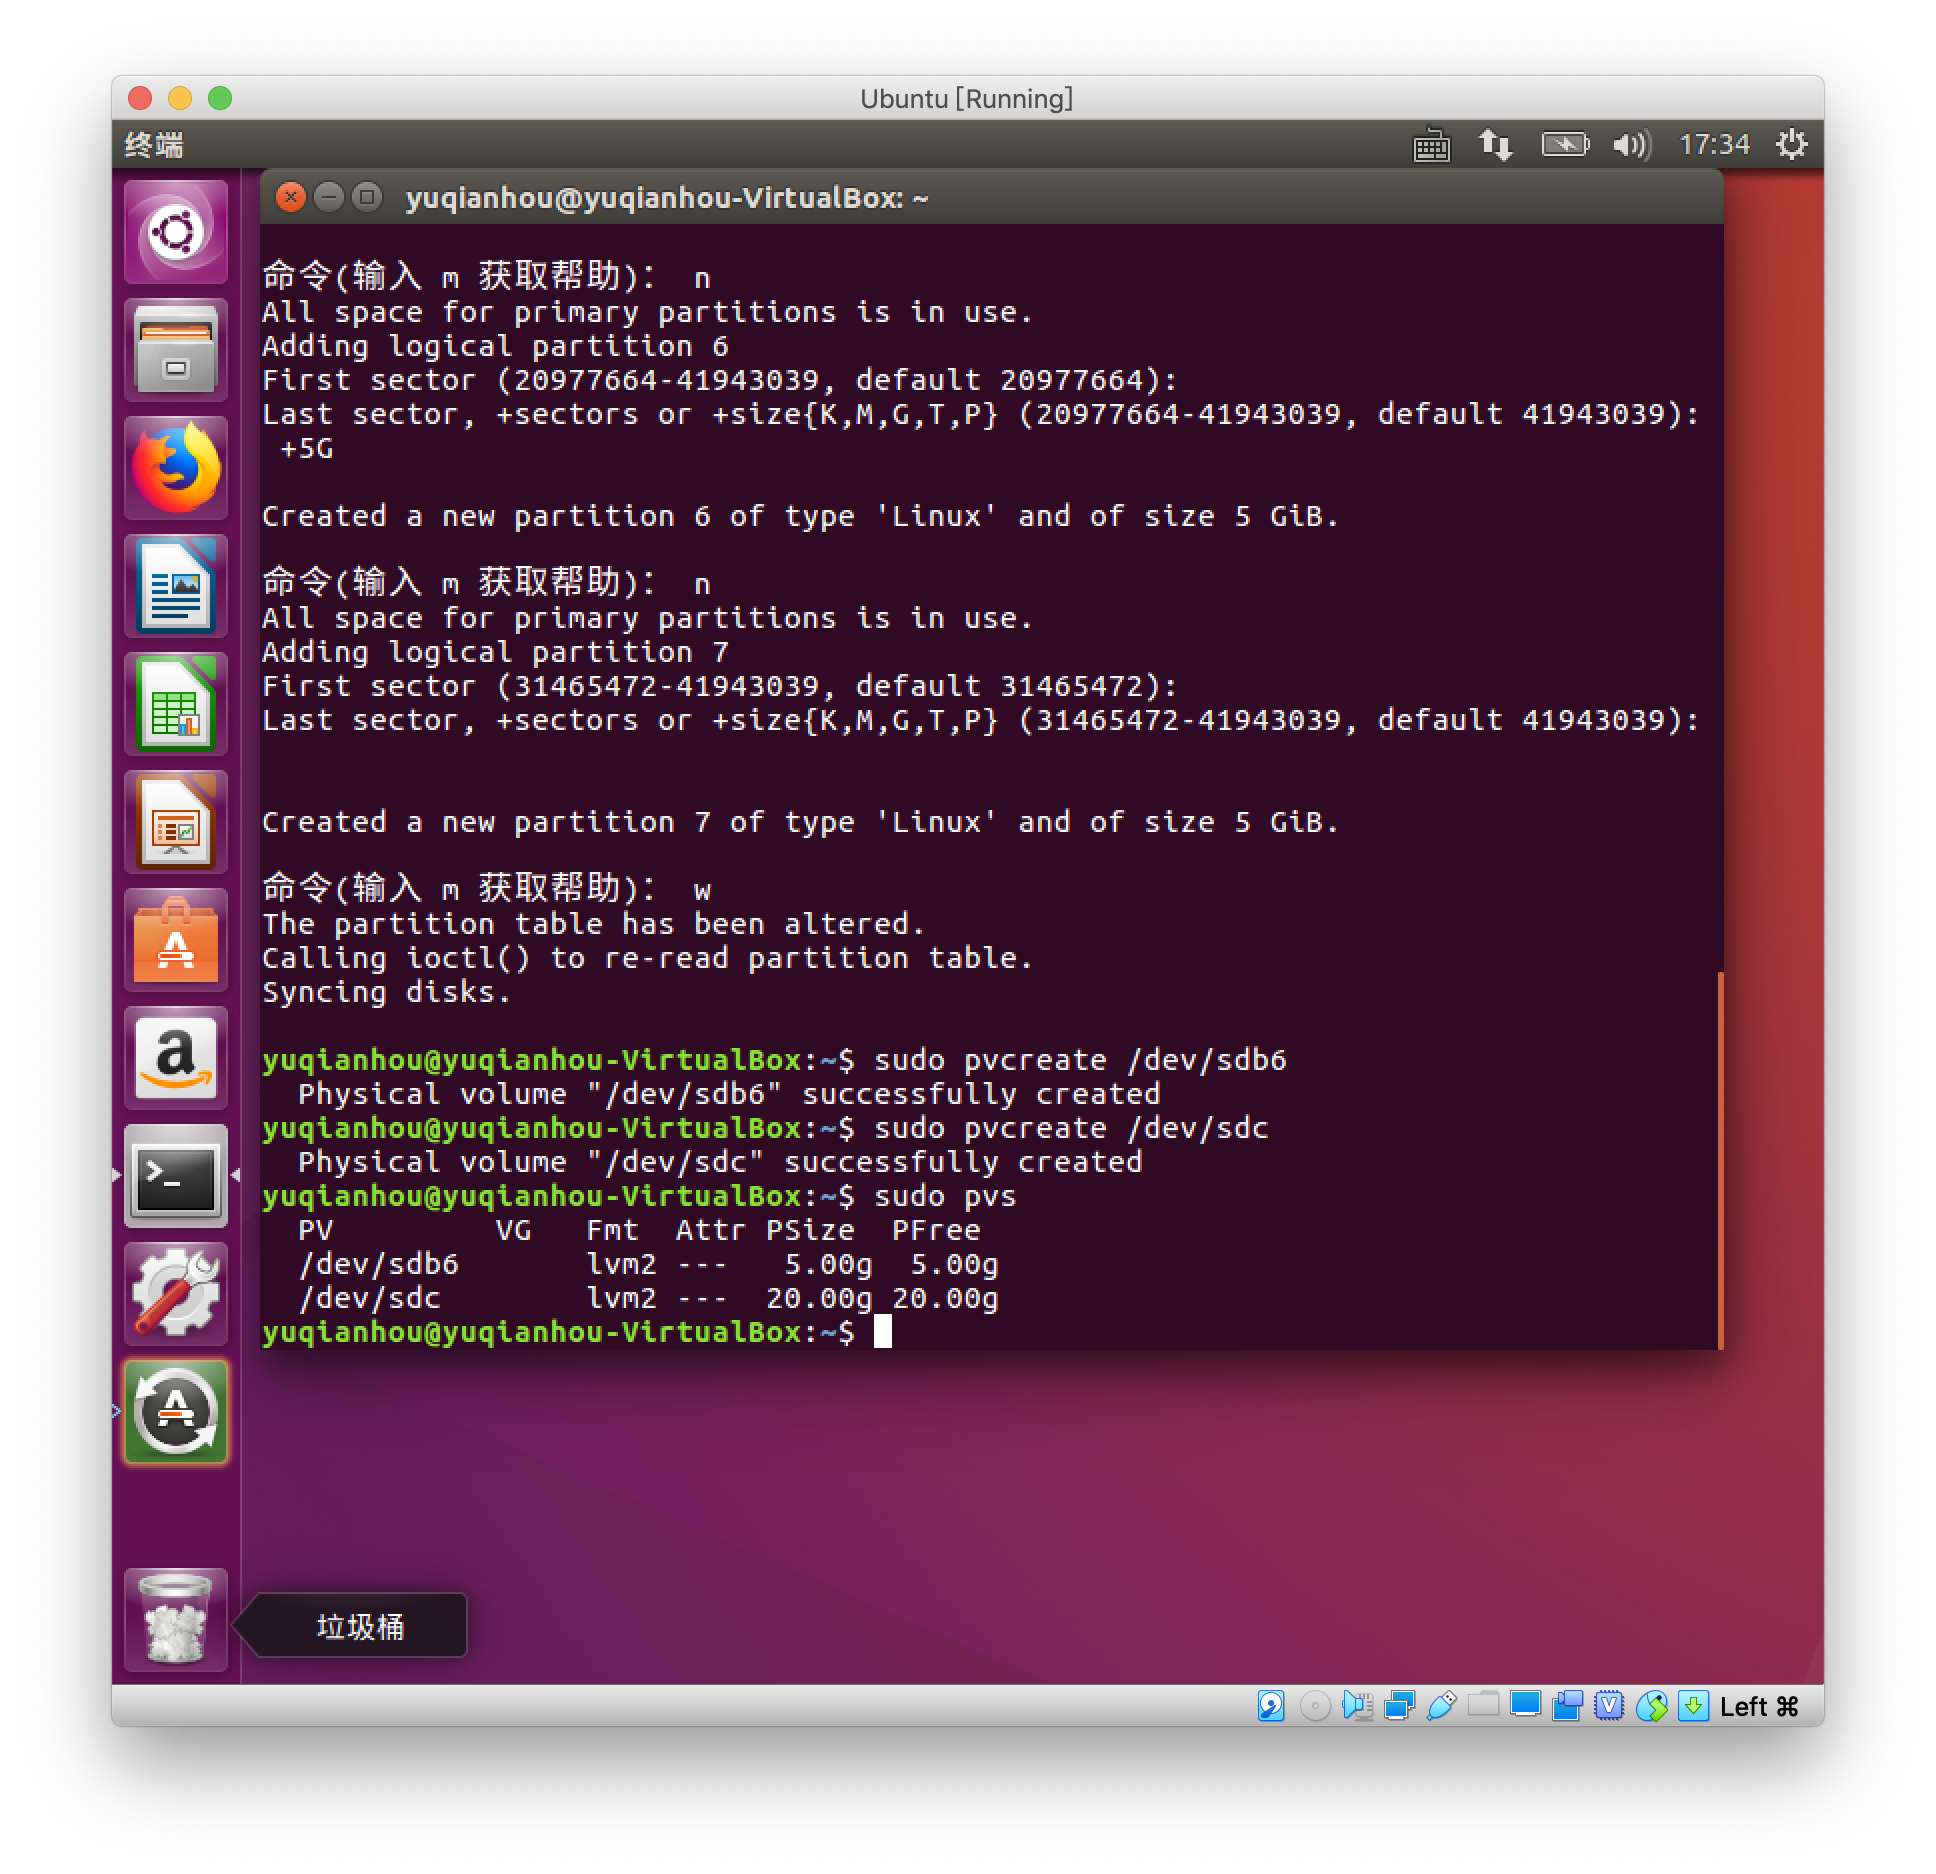 Ubuntu [Running]
终端
17:34
yuqianhou@yuqianhou-VirtualBox: ~
命令(输入 m 获取帮助)： n
All space for primary partitions is in use.
Adding logical partition 6
First sector (20977664-41943039, default 20977664):
Last sector, +sectors or +size{K,M,G,T,P} (20977664-41943039, default 41943039):
+5G
Created a new partition 6 of type 'Linux' and of size 5 GiB.
命令(输入 m 获取帮助)： n
All space for primary partitions is in use.
Adding logical partition 7
First sector (31465472-41943039, default 31465472):
Last sector, +sectors or +size{K,M,G,T,P} (31465472-41943039, default 41943039):
Created a new partition 7 of type 'Linux' and of size 5 GiB.
命令(输入 m 获取帮助)： w
The partition table has been altered.
Calling ioctl() to re-read partition table.
Syncing disks.
yuqianhou@yuqianhou-VirtualBox:~$ sudo pvcreate /dev/sdb6
Physical volume "/dev/sdb6" successfully created
yuqianhou@yuqianhou-VirtualBox:~$ sudo pvcreate /dev/sdc
Physical volume "/dev/sdc" successfully created
yuqianhou@yuqianhou-VirtualBox:~$ sudo pvs
PV VG Fmt Attr PSize PFree
/dev/sdb6 lvm2 --- 5.00g 5.00g
/dev/sdc lvm2 --- 20.00g 20.00g
yuqianhou@yuqianhou-VirtualBox:~$
垃圾桶
Left ⌘